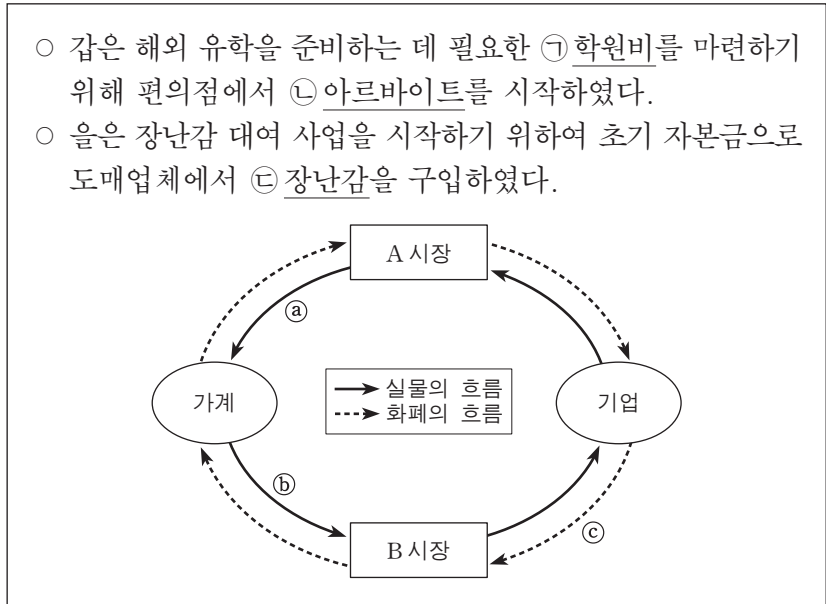 ○ 갑은 해외 유학을 준비하는 데 필요한 ㉠ 학원비를 마련하기
위해 편의점에서 ㉡ 아르바이트를 시작하였다.
○ 을은 장난감 대여 사업을 시작하기 위하여 초기 자본금으로
도매업체에서 ㉢ 장난감을 구입하였다.
A 시장
ⓐ
가계
실물의 흐름
화폐의 흐름
기업
ⓑ
B 시장
ⓒ